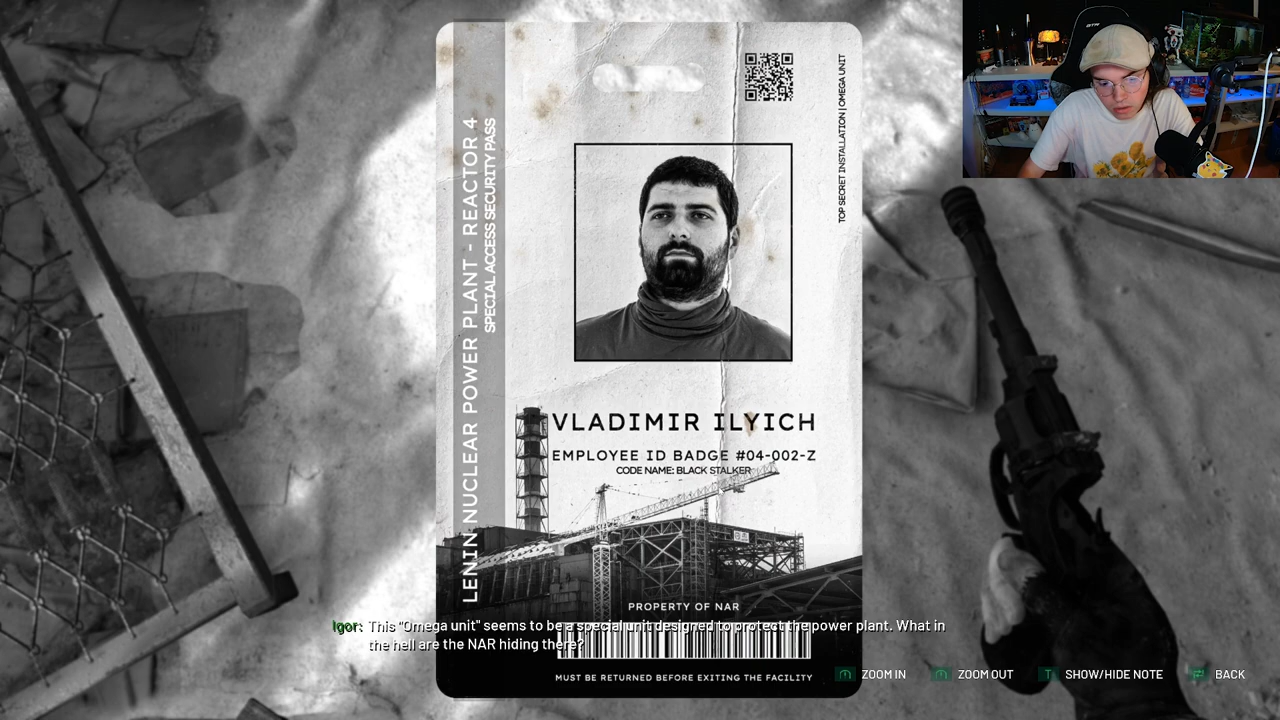 LENIN NUCLEAR POWER PLANT - REACTOR 4
SPECIAL ACCESS SECURITY PASS
TOP SECRET INSTALLATION | OMEGA UNIT
VLADIMIR ILYICH
EMPLOYEE ID BADGE #04-002-Z
CODE NAME: BLACK STALKER
PROPERTY OF NAR
Igor: This "Omega unit" seems to be a special unit designed to protect the power plant. What in
the hell are the NAR hiding there?
MUST BE RETURNED BEFORE EXITING THE FACILITY
ZOOM IN
ZOOM OUT
T SHOW/HIDE NOTE
BACK